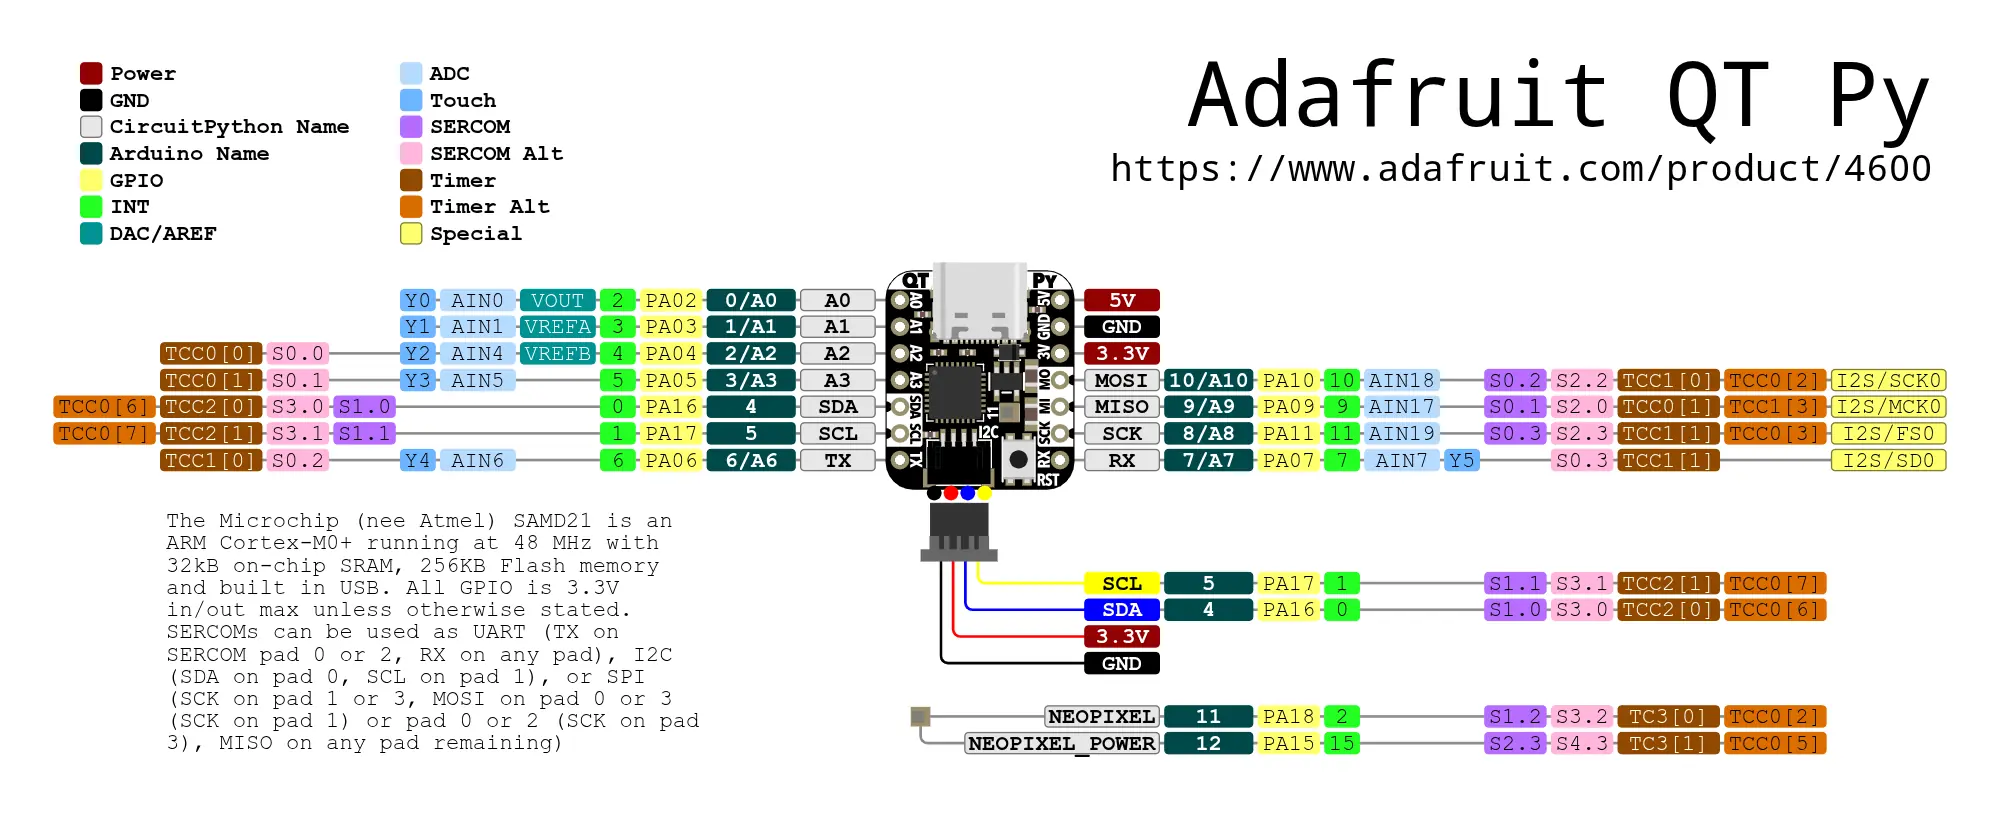 Adafruit QT Py
https://www.adafruit.com/product/4600
Power
GND
CircuitPython Name
Arduino Name
GPIO
INT
DAC/AREF
ADC
Touch
SERCOM
SERCOM Alt
Timer
Timer Alt
Special
Y0 AIN0 VOUT 2 PA02 0/A0 A0
Y1 AIN1 VREFA 3 PA03 1/A1 A1
TCC0[0] S0.0 Y2 AIN4 VREFB 4 PA04 2/A2 A2
TCC0[1] S0.1 Y3 AIN5 5 PA05 3/A3 A3
TCC0[6] TCC2[0] S3.0 S1.0 0 PA16 4 SDA
TCC0[7] TCC2[1] S3.1 S1.1 1 PA17 5 SCL
TCC1[0] S0.2 Y4 AIN6 6 PA06 6/A6 TX
QT Py
A0 5V
A1 GND
A2 3V
A3 MO
SDA MI
SCL SCK
TX RX
I2C
RST
5V
GND
3.3V
MOSI 10/A10 PA10 10 AIN18 S0.2 S2.2 TCC1[0] TCC0[2] I2S/SCK0
MISO 9/A9 PA09 9 AIN17 S0.1 S2.0 TCC0[1] TCC1[3] I2S/MCK0
SCK 8/A8 PA11 11 AIN19 S0.3 S2.3 TCC1[1] TCC0[3] I2S/FS0
RX 7/A7 PA07 7 AIN7 Y5 S0.3 TCC1[1] I2S/SD0
The Microchip (nee Atmel) SAMD21 is an
ARM Cortex-M0+ running at 48 MHz with
32kB on-chip SRAM, 256KB Flash memory
and built in USB. All GPIO is 3.3V
in/out max unless otherwise stated.
SERCOMs can be used as UART (TX on
SERCOM pad 0 or 2, RX on any pad), I2C
(SDA on pad 0, SCL on pad 1), or SPI
(SCK on pad 1 or 3, MOSI on pad 0 or 3
(SCK on pad 1) or pad 0 or 2 (SCK on pad
3), MISO on any pad remaining)
SCL 5 PA17 1 S1.1 S3.1 TCC2[1] TCC0[7]
SDA 4 PA16 0 S1.0 S3.0 TCC2[0] TCC0[6]
3.3V
GND
NEOPIXEL 11 PA18 2 S1.2 S3.2 TC3[0] TCC0[2]
NEOPIXEL_POWER 12 PA15 15 S2.3 S4.3 TC3[1] TCC0[5]